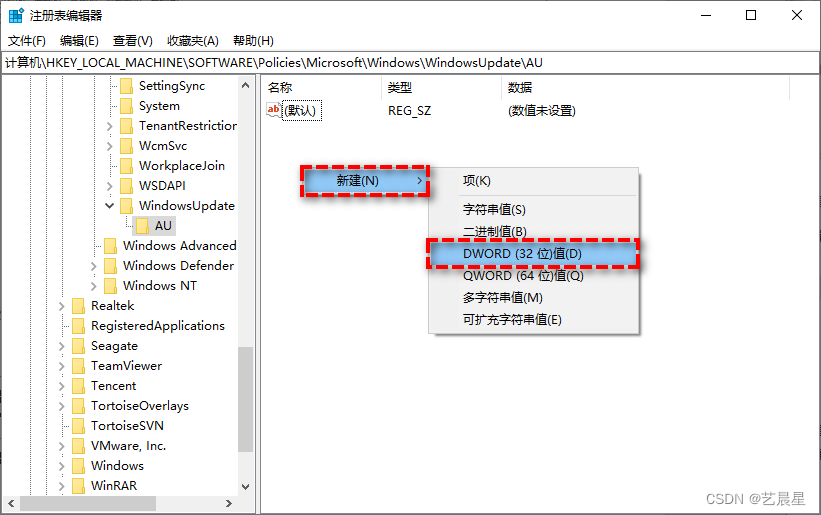 注册表编辑器
文件(F) 编辑(E) 查看(V) 收藏夹(A) 帮助(H)
计算机\HKEY_LOCAL_MACHINE\SOFTWARE\Policies\Microsoft\Windows\WindowsUpdate\AU
SettingSync
System
TenantRestriction
WcmSvc
WorkplaceJoin
WSDAPI
WindowsUpdate
AU
Windows Advanced
Windows Defender
Windows NT
Realtek
RegisteredApplications
Seagate
TeamViewer
Tencent
TortoiseOverlays
TortoiseSVN
VMware, Inc.
Windows
WinRAR
名称 类型 数据
ab (默认) REG_SZ (数值未设置)
新建(N)
项(K)
字符串值(S)
二进制值(B)
DWORD (32 位)值(D)
QWORD (64 位)值(Q)
多字符串值(M)
可扩充字符串值(E)
CSDN @艺晨星